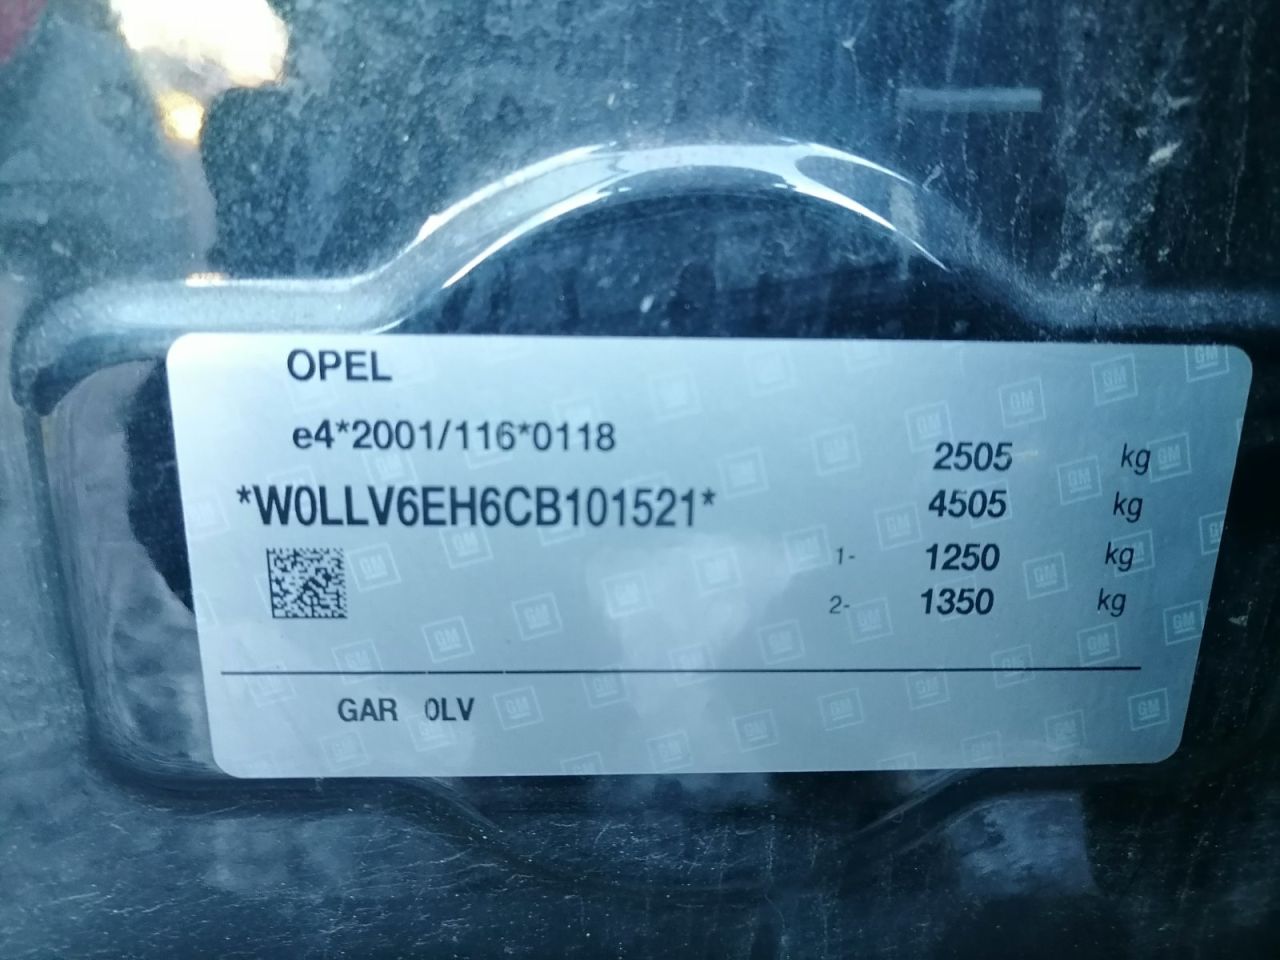 OPEL
e4*2001/116*0118
2505 kg
*W0LLV6EH6CB101521*
4505 kg
1- 1250 kg
2- 1350 kg
GAR 0LV